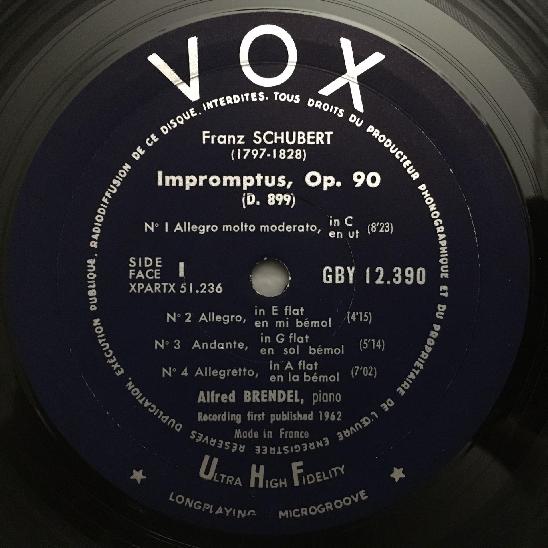 VOX
RADIODIFFUSION DE CE DISQUE INTERDITES. TOUS DROITS DU PRODUCTEUR PHONOGRAPHIQUE ET DU PROPRIÉTAIRE DE L'ŒUVRE ENREGISTRÉE RÉSERVÉS DUPLICATION, EXÉCUTION PUBLIQUE,
Franz SCHUBERT
(1797-1828)
Impromptus, Op. 90
(D. 899)
N° 1 Allegro molto moderato, in C (8'23)
en ut
SIDE
FACE 1
XPARTX 51.236
GBY 12.390
N° 2 Allegro, in E flat (4'15)
en mi bémol
N° 3 Andante, in G flat (5'14)
en sol bémol
N° 4 Allegretto, in A flat (7'02)
en la bémol
Alfred BRENDEL, piano
Recording first published 1962
Made in France
ULTRA HIGH FIDELITY
LONGPLAYING MICROGROOVE